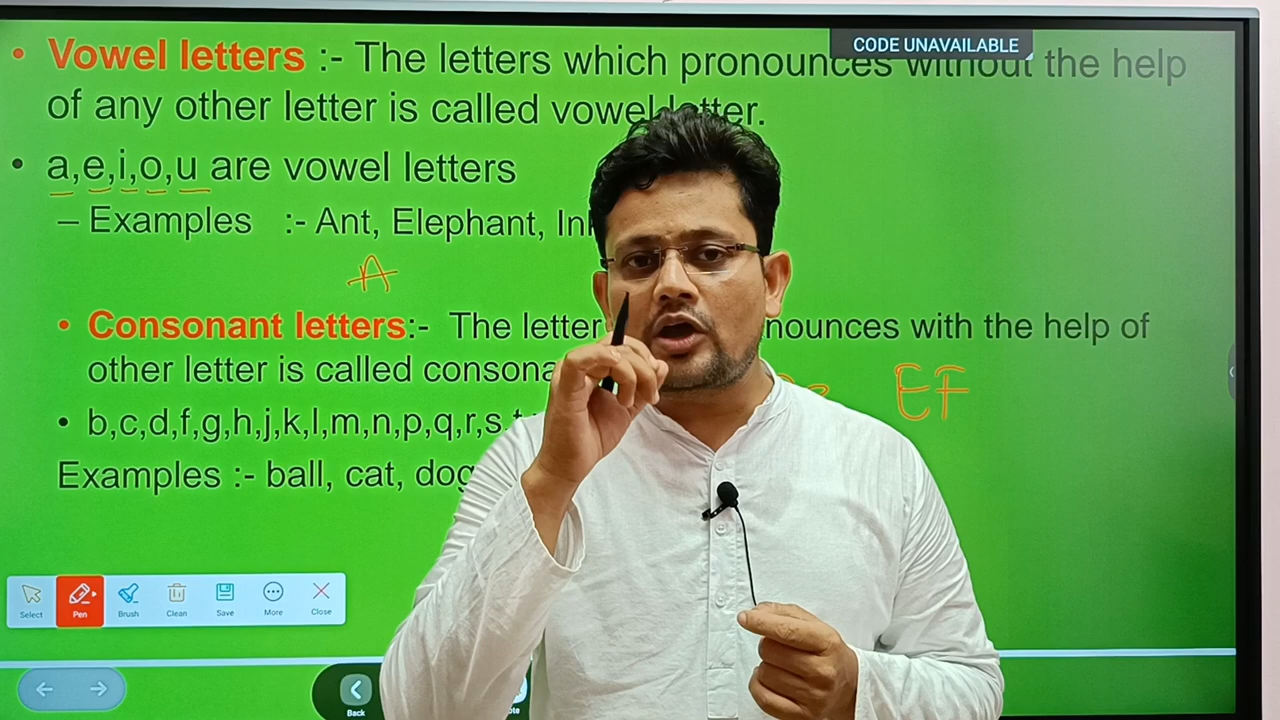 CODE UNAVAILABLE
• Vowel letters :- The letters which pronounces without the help
of any other letter is called vowel letter.
• a,e,i,o,u are vowel letters
– Examples :- Ant, Elephant,
A
• Consonant letters:- The letter nounces with the help of
other letter is called
EF
• b,c,d,f,g,h,j,k,l,m,n,p,q,r,s,
Examples :- ball, cat, dog
Select Pen Brush Clean Save More Close
Back